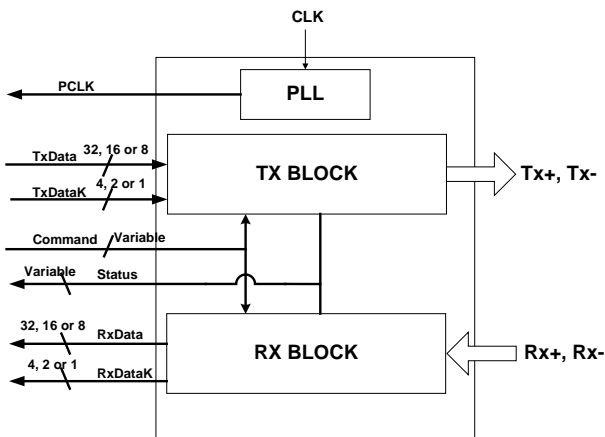 CLK
PCLK
PLL
TxData
32, 16 or 8
TX BLOCK
Tx+, Tx-
TxDataK
4, 2 or 1
Command
Variable
Variable
Status
32, 16 or 8
RxData
RX BLOCK
Rx+, Rx-
4, 2 or 1
RxDataK